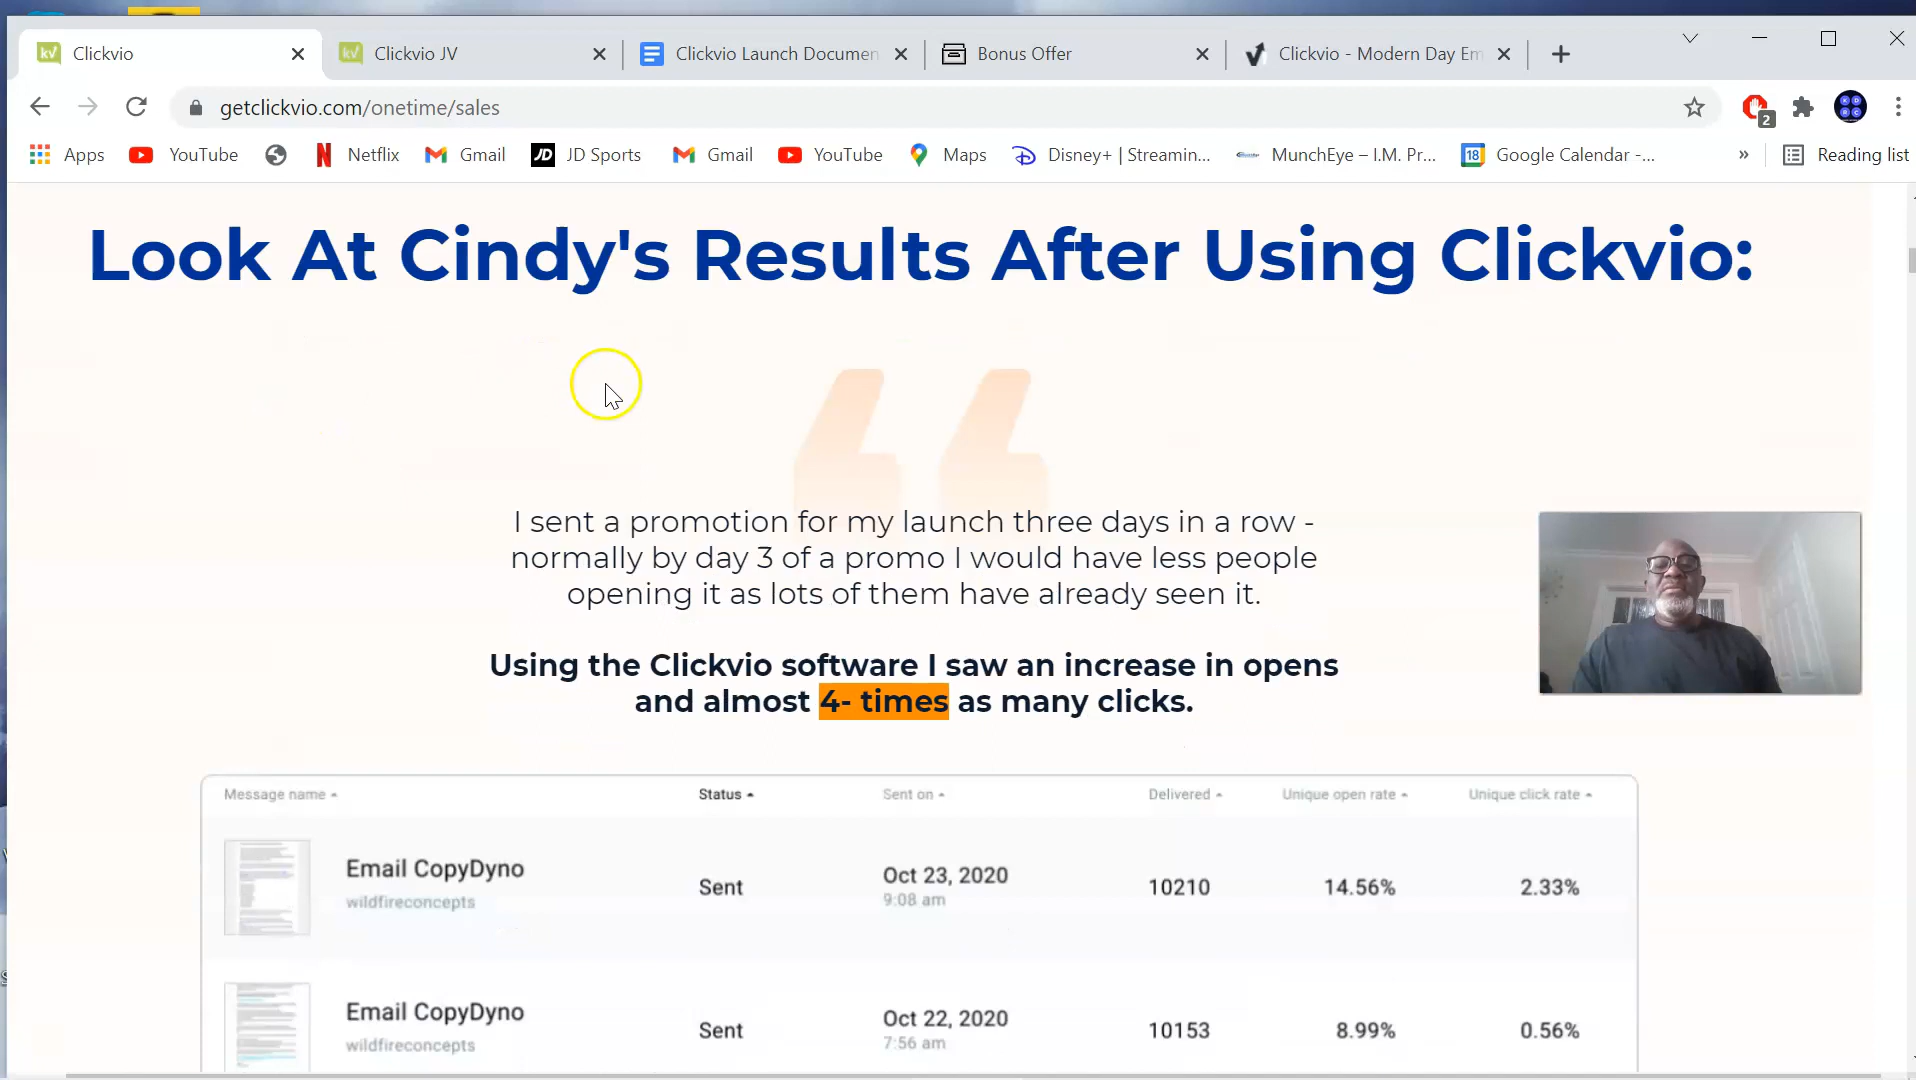 Clickvio
Clickvio JV
Clickvio Launch Documen
Bonus Offer
Clickvio - Modern Day Em
getclickvio.com/onetime/sales
2
Apps
YouTube
Netflix
Gmail
JD
JD Sports
Gmail
YouTube
Maps
Disney+ | Streamin...
MunchEye – I.M. Pr...
18
Google Calendar -...
»
Reading list
Look At Cindy's Results After Using Clickvio:
“
I sent a promotion for my launch three days in a row -
normally by day 3 of a promo I would have less people
opening it as lots of them have already seen it.
Using the Clickvio software I saw an increase in opens
and almost 4- times as many clicks.
Message name Status Sent on Delivered Unique open rate Unique click rate
Email CopyDyno
wildfireconcepts
Sent
Oct 23, 2020
9:08 am
10210
14.56%
2.33%
Email CopyDyno
wildfireconcepts
Sent
Oct 22, 2020
7:56 am
10153
8.99%
0.56%